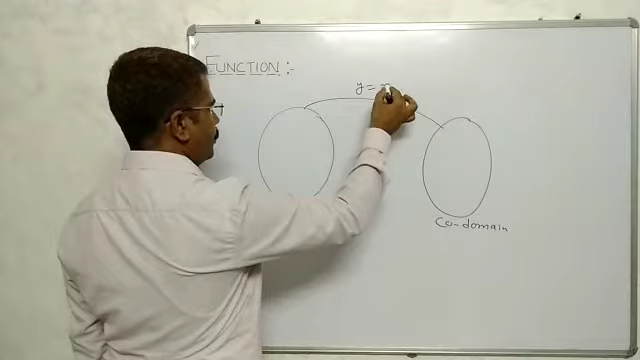 FUNCTION :-
y =
Co-domain